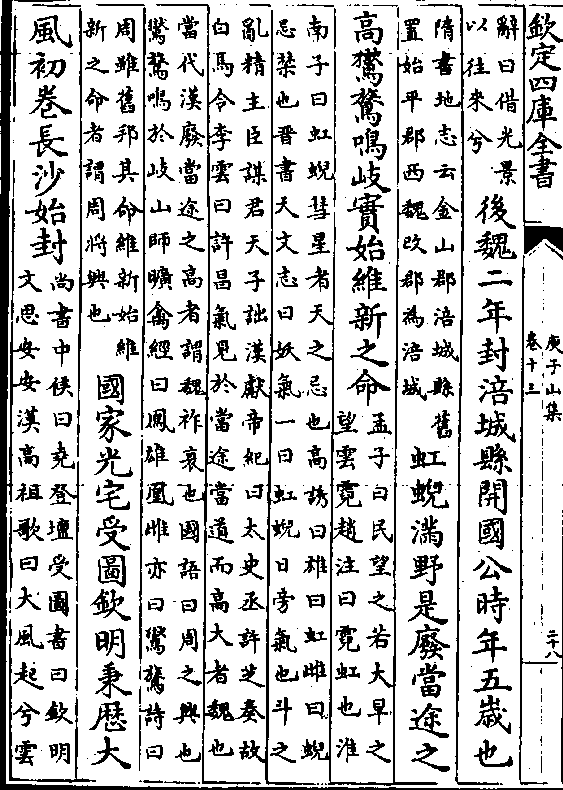 欽定四庫全書
庾子山集
卷十三
二十八
辭曰借光景
以往來兮
後魏二年封涪城縣開國公時年五歲也
隋書地志云金山郡涪城縣舊
置始平郡西魏改郡為涪城
虹蜺滿野是廢當途之
高鸑鷟鳴岐實始維新之命
孟子曰民望之若大旱之
望雲霓趙注曰霓虹也淮
南子曰虹蜺彗星者天之忌也高誘曰雄曰虹雌曰蜺
忌禁也晋書天文志曰妖氣一曰虹蜺日旁氣也斗之
亂精主臣謀君天子詘漢獻帝紀曰太史丞許芝奏故
白馬令李雲曰許昌氣見於當途當道而高大者魏也
當代漢廢當途之高者謂魏祚衰也國語曰周之興也
鸑鷟鳴於岐山師曠禽經曰鳳雄凰雌亦曰鸑鷟詩曰
周雖舊邦其命維新始維
新之命者謂周將興也
國家光宅受圖欽明秉歷大
風初卷長沙始封
尚書中侯曰堯登壇受圖書曰欽明
文思安安漢高祖歌曰大風起兮雲